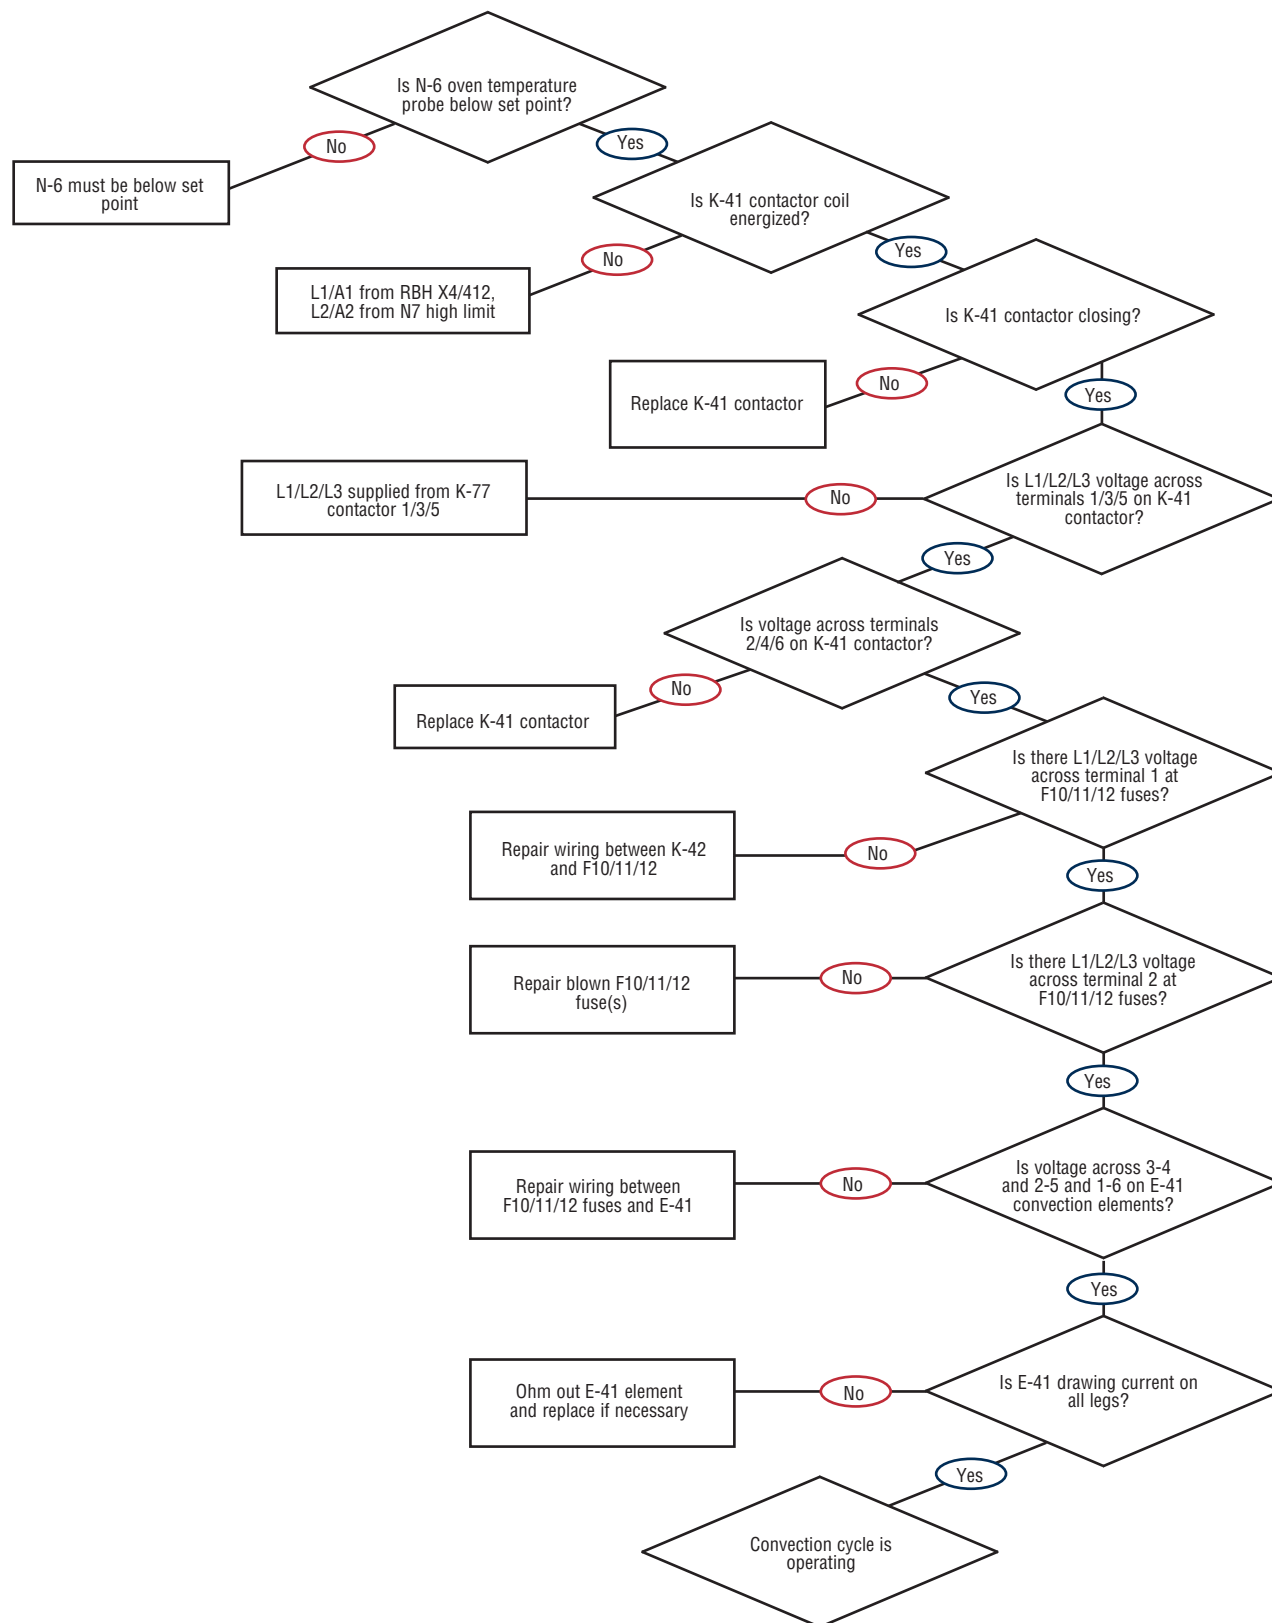 Is N-6 oven temperature
probe below set point?
No
Yes
N-6 must be below set
point
Is K-41 contactor coil
energized?
No
Yes
L1/A1 from RBH X4/412,
L2/A2 from N7 high limit
Is K-41 contactor closing?
No
Yes
Replace K-41 contactor
Is L1/L2/L3 voltage across
terminals 1/3/5 on K-41
contactor?
No
L1/L2/L3 supplied from K-77
contactor 1/3/5
Yes
Is voltage across terminals
2/4/6 on K-41 contactor?
No
Yes
Replace K-41 contactor
Is there L1/L2/L3 voltage
across terminal 1 at
F10/11/12 fuses?
No
Repair wiring between K-42
and F10/11/12
Yes
Is there L1/L2/L3 voltage
across terminal 2 at
F10/11/12 fuses?
No
Repair blown F10/11/12
fuse(s)
Yes
Is voltage across 3-4
and 2-5 and 1-6 on E-41
convection elements?
No
Repair wiring between
F10/11/12 fuses and E-41
Yes
Is E-41 drawing current on
all legs?
No
Ohm out E-41 element
and replace if necessary
Yes
Convection cycle is
operating